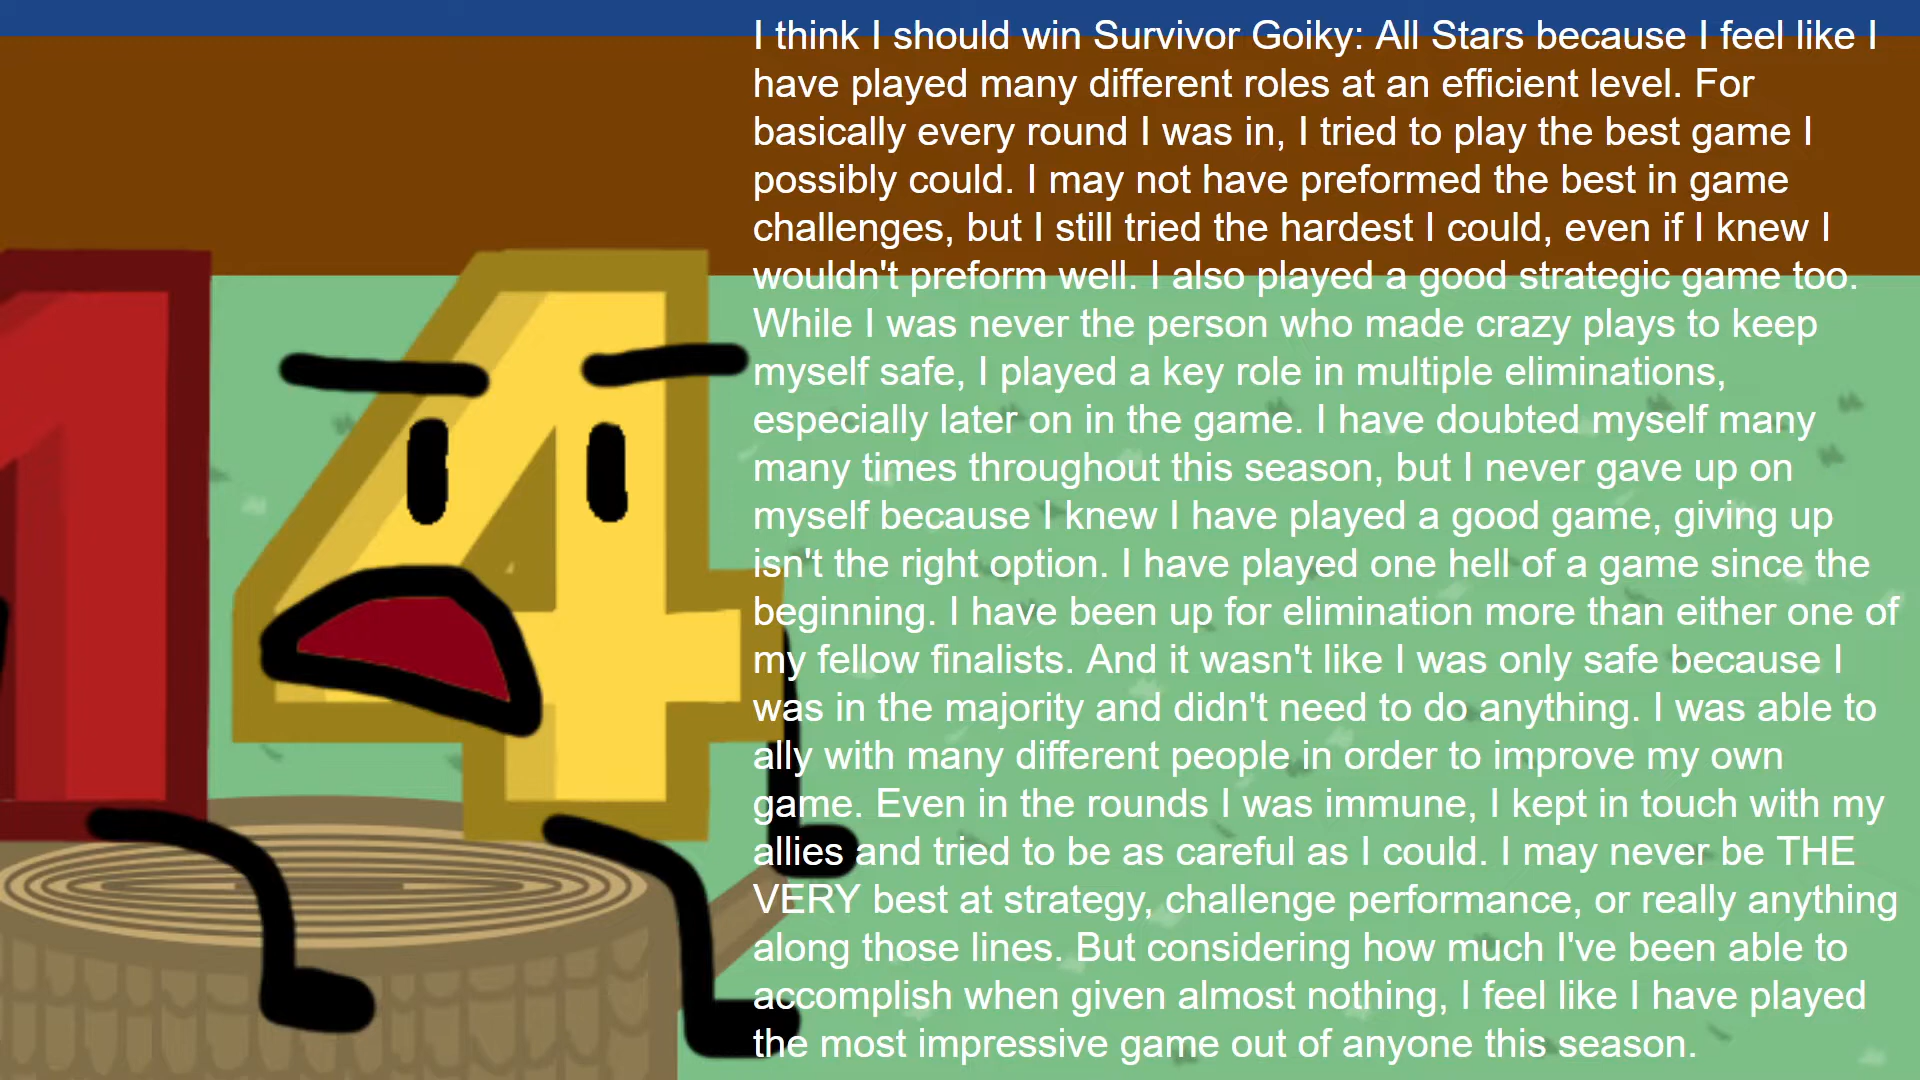 I think I should win Survivor Goiky: All Stars because I feel like I
have played many different roles at an efficient level. For
basically every round I was in, I tried to play the best game I
possibly could. I may not have preformed the best in game
challenges, but I still tried the hardest I could, even if I knew I
wouldn't preform well. I also played a good strategic game too.
While I was never the person who made crazy plays to keep
myself safe, I played a key role in multiple eliminations,
especially later on in the game. I have doubted myself many
many times throughout this season, but I never gave up on
myself because I knew I have played a good game, giving up
isn't the right option. I have played one hell of a game since the
beginning. I have been up for elimination more than either one of
my fellow finalists. And it wasn't like I was only safe because I
was in the majority and didn't need to do anything. I was able to
ally with many different people in order to improve my own
game. Even in the rounds I was immune, I kept in touch with my
allies and tried to be as careful as I could. I may never be THE
VERY best at strategy, challenge performance, or really anything
along those lines. But considering how much I've been able to
accomplish when given almost nothing, I feel like I have played
the most impressive game out of anyone this season.
14